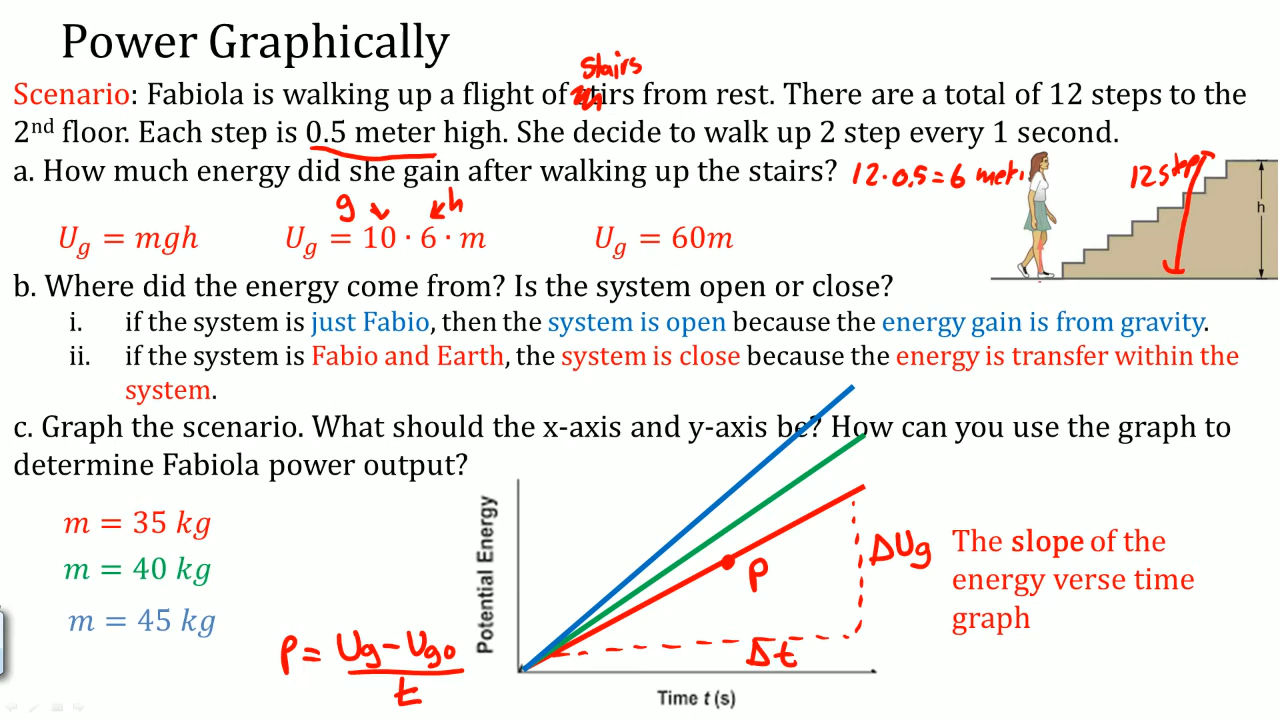 Power Graphically
stairs
Scenario: Fabiola is walking up a flight of stirs from rest. There are a total of 12 steps to the
2nd floor. Each step is 0.5 meter high. She decide to walk up 2 step every 1 second.
a. How much energy did she gain after walking up the stairs? 12·0.5=6 met.
12 step
h
g h
U_g = mgh U_g = 10 · 6 · m U_g = 60m
b. Where did the energy come from? Is the system open or close?
i. if the system is just Fabio, then the system is open because the energy gain is from gravity.
ii. if the system is Fabio and Earth, the system is close because the energy is transfer within the
system.
c. Graph the scenario. What should the x-axis and y-axis be? How can you use the graph to
determine Fabiola power output?
m = 35 kg
m = 40 kg
m = 45 kg
P = (Ug - Ugo)/t
Potential Energy
P
ΔUg
Δt
Time t (s)
The slope of the
energy verse time
graph